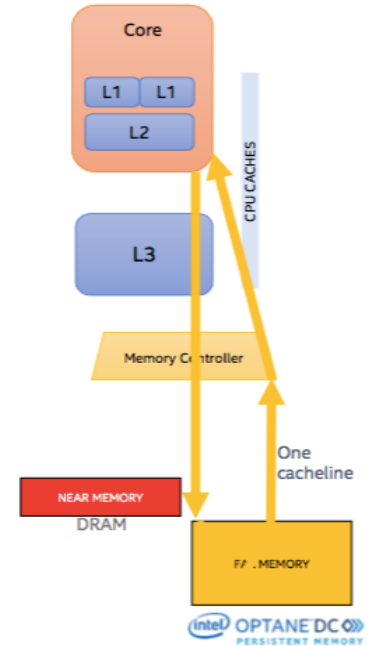 Core
L1 L1
L2
CPU CACHES
L3
Memory Controller
One
cacheline
NEAR MEMORY
DRAM
MEMORY
intel OPTANE DC
PERSISTENT MEMORY